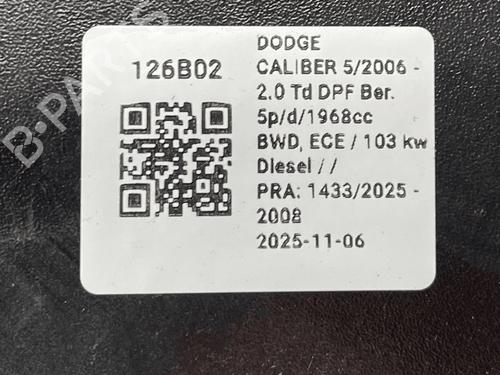 126B02
DODGE
CALIBER 5/2006 -
2.0 Td DPF Ber.
5p/d/1968cc
BWD, ECE / 103 kw
Diesel / /
PRA: 1433/2025 -
2008
2025-11-06
B-PARTS
B-PARTS